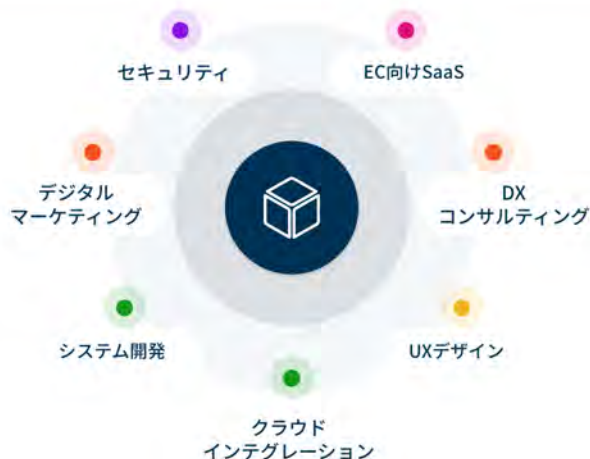 セキュリティ
EC向けSaaS
デジタル
マーケティング
DX
コンサルティング
システム開発
UXデザイン
クラウド
インテグレーション